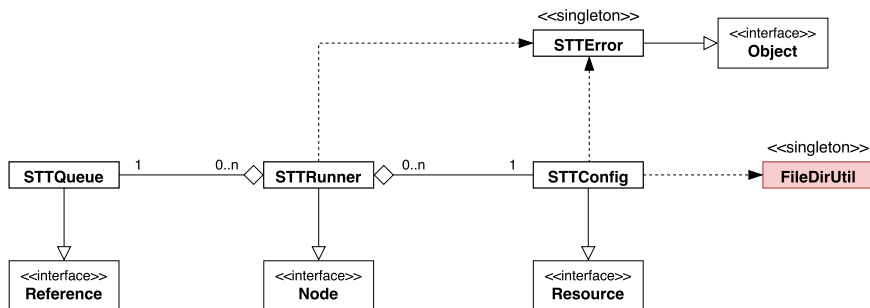 <<singleton>>
STTError
<<interface>>
Object
<<singleton>>
1
0..n
0..n
1
STTQueue
STTRunner
STTConfig
FileDirUtil
<<interface>>
Reference
<<interface>>
Node
<<interface>>
Resource